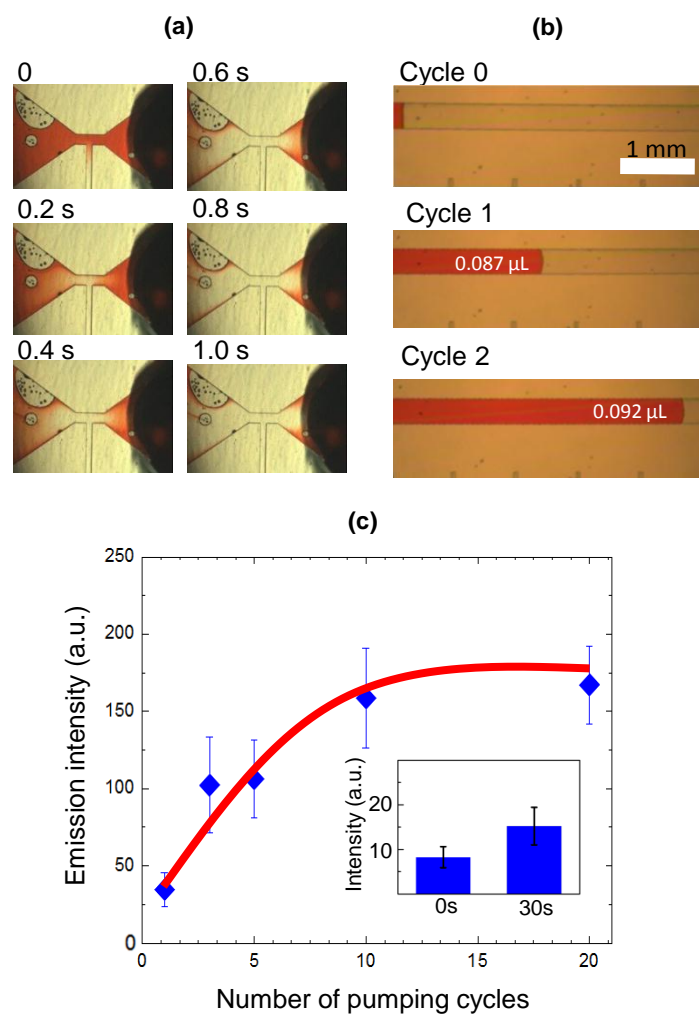 (a)
(b)
0
0.6 s
0.2 s
0.8 s
0.4 s
1.0 s
Cycle 0
1 mm
Cycle 1
0.087 µL
Cycle 2
0.092 µL
(c)
Emission intensity (a.u.)
250
200
150
100
50
0
0
5
10
15
20
Number of pumping cycles
Intensity (a.u.)
20
10
0s
30s